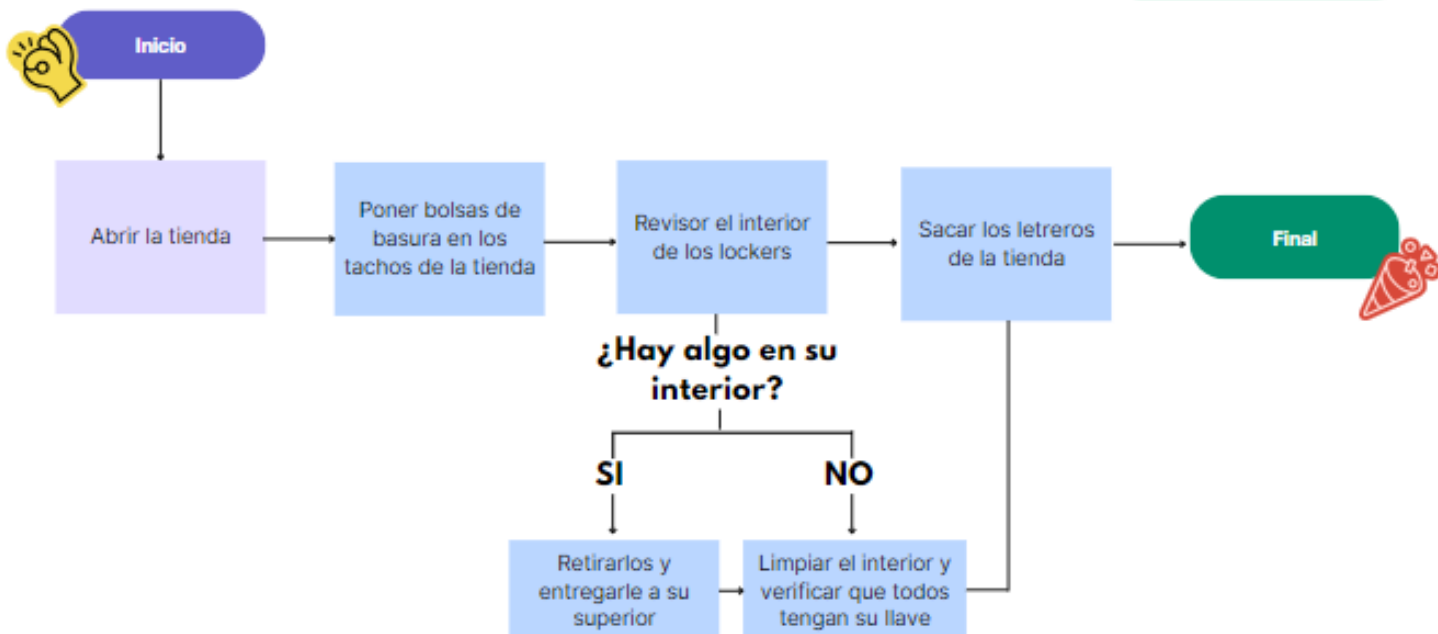 Inicio
Abrir la tienda
Poner bolsas de
basura en los
tachos de la tienda
Revisor el interior
de los lockers
Sacar los letreros
de la tienda
Final
¿Hay algo en su
interior?
SI
NO
Retirarlos y
entregarle a su
superior
Limpiar el interior y
verificar que todos
tengan su llave